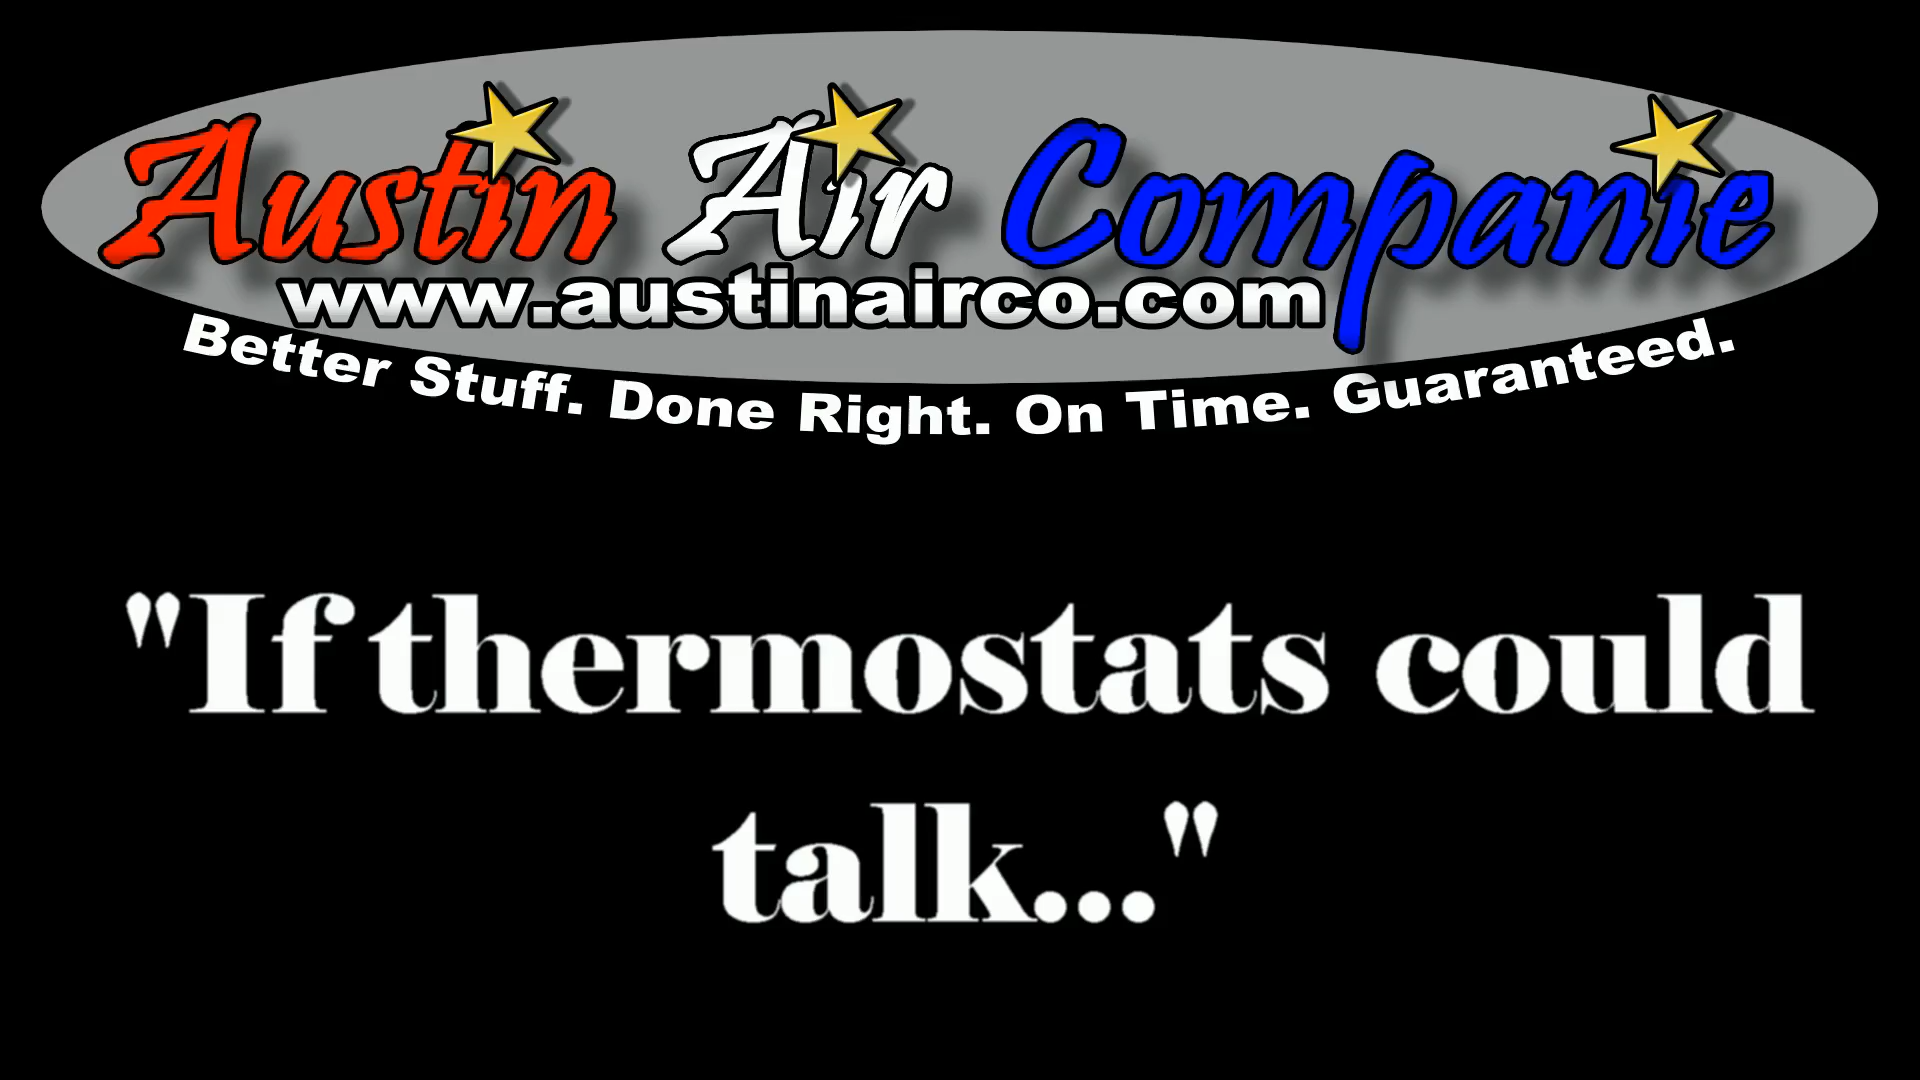 Austin Air Companie
www.austinairco.com
Better Stuff. Done Right. On Time. Guaranteed.
"If thermostats could
talk..."